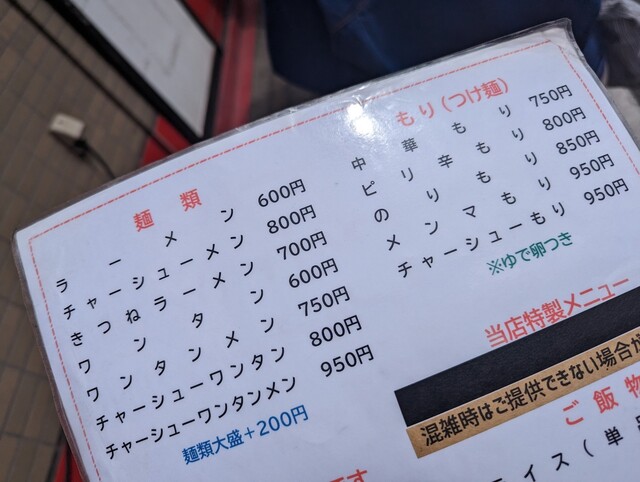 麺類
ラーメン 600円
チャーシューメン 800円
きつねラーメン 700円
ワンタン 600円
ワンタンメン 750円
チャーシューワンタン 800円
チャーシューワンタンメン 950円
麺類大盛+200円
もり(つけ麺)
中華もり 750円
ピリ辛もり 800円
のりもり 850円
メンマもり 950円
チャーシューもり 950円
※ゆで卵つき
当店特製メニュー
混雑時はご提供できない場合が
ご飯物
イス(単品